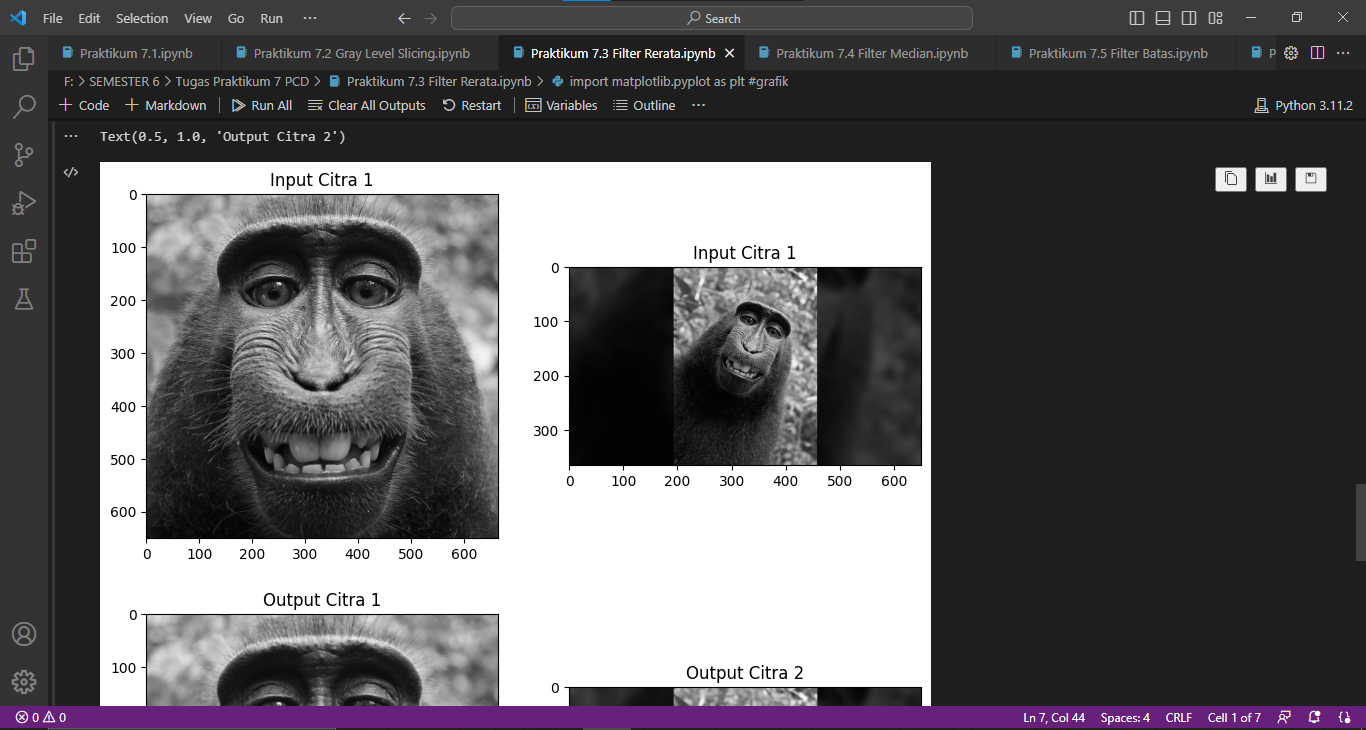 File Edit Selection View Go Run ··· Search
Praktikum 7.1.ipynb Praktikum 7.2 Gray Level Slicing.ipynb Praktikum 7.3 Filter Rerata.ipynb Praktikum 7.4 Filter Median.ipynb Praktikum 7.5 Filter Batas.ipynb P
F: > SEMESTER 6 > Tugas Praktikum 7 PCD > Praktikum 7.3 Filter Rerata.ipynb > import matplotlib.pyplot as plt #grafik
+ Code + Markdown Run All Clear All Outputs Restart Variables Outline ··· Python 3.11.2
Text(0.5, 1.0, 'Output Citra 2')
Input Citra 1
0
100
200
300
400
500
600
0 100 200 300 400 500 600
Input Citra 1
0
100
200
300
0 100 200 300 400 500 600
Output Citra 1
0
100
Output Citra 2
0
0 0 Ln 7, Col 44 Spaces: 4 CRLF Cell 1 of 7